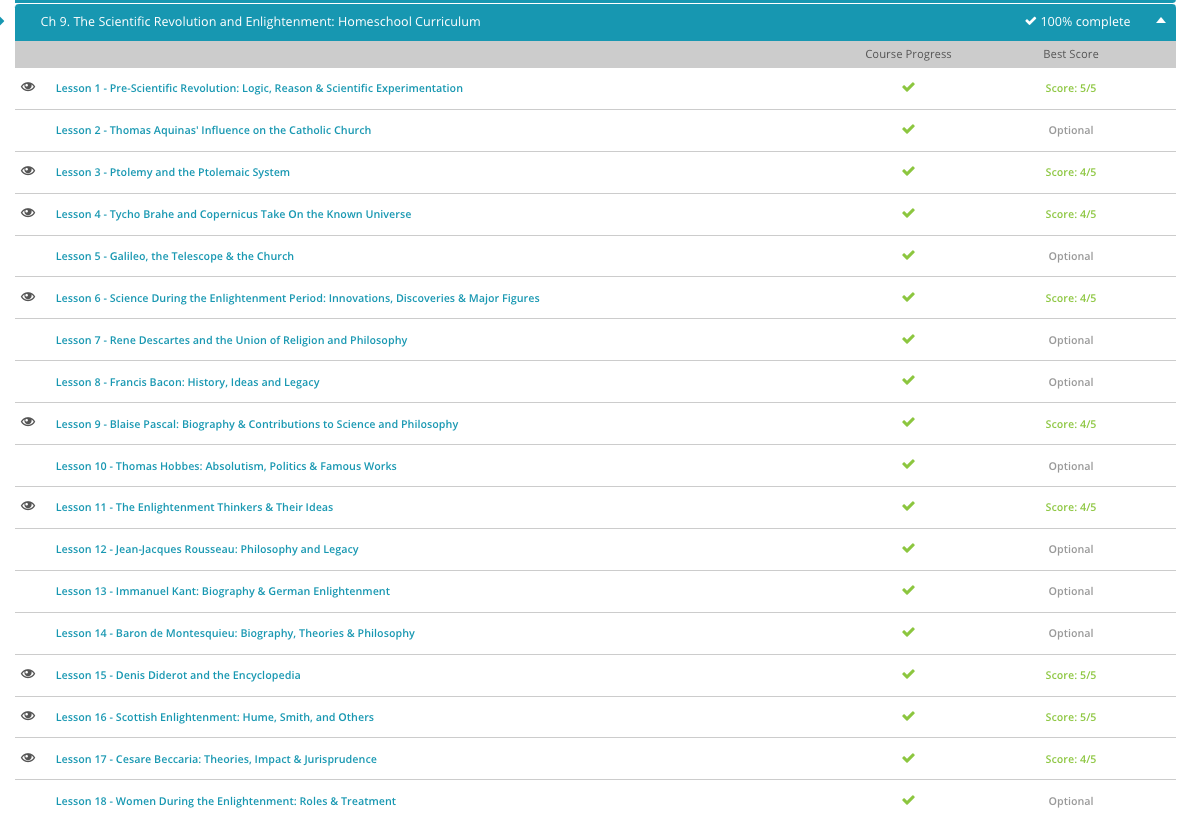 Ch 9. The Scientific Revolution and Enlightenment: Homeschool Curriculum 100% complete
Course Progress Best Score
Lesson 1 - Pre-Scientific Revolution: Logic, Reason & Scientific Experimentation Score: 5/5
Lesson 2 - Thomas Aquinas' Influence on the Catholic Church Optional
Lesson 3 - Ptolemy and the Ptolemaic System Score: 4/5
Lesson 4 - Tycho Brahe and Copernicus Take On the Known Universe Score: 4/5
Lesson 5 - Galileo, the Telescope & the Church Optional
Lesson 6 - Science During the Enlightenment Period: Innovations, Discoveries & Major Figures Score: 4/5
Lesson 7 - Rene Descartes and the Union of Religion and Philosophy Optional
Lesson 8 - Francis Bacon: History, Ideas and Legacy Optional
Lesson 9 - Blaise Pascal: Biography & Contributions to Science and Philosophy Score: 4/5
Lesson 10 - Thomas Hobbes: Absolutism, Politics & Famous Works Optional
Lesson 11 - The Enlightenment Thinkers & Their Ideas Score: 4/5
Lesson 12 - Jean-Jacques Rousseau: Philosophy and Legacy Optional
Lesson 13 - Immanuel Kant: Biography & German Enlightenment Optional
Lesson 14 - Baron de Montesquieu: Biography, Theories & Philosophy Optional
Lesson 15 - Denis Diderot and the Encyclopedia Score: 5/5
Lesson 16 - Scottish Enlightenment: Hume, Smith, and Others Score: 5/5
Lesson 17 - Cesare Beccaria: Theories, Impact & Jurisprudence Score: 4/5
Lesson 18 - Women During the Enlightenment: Roles & Treatment Optional